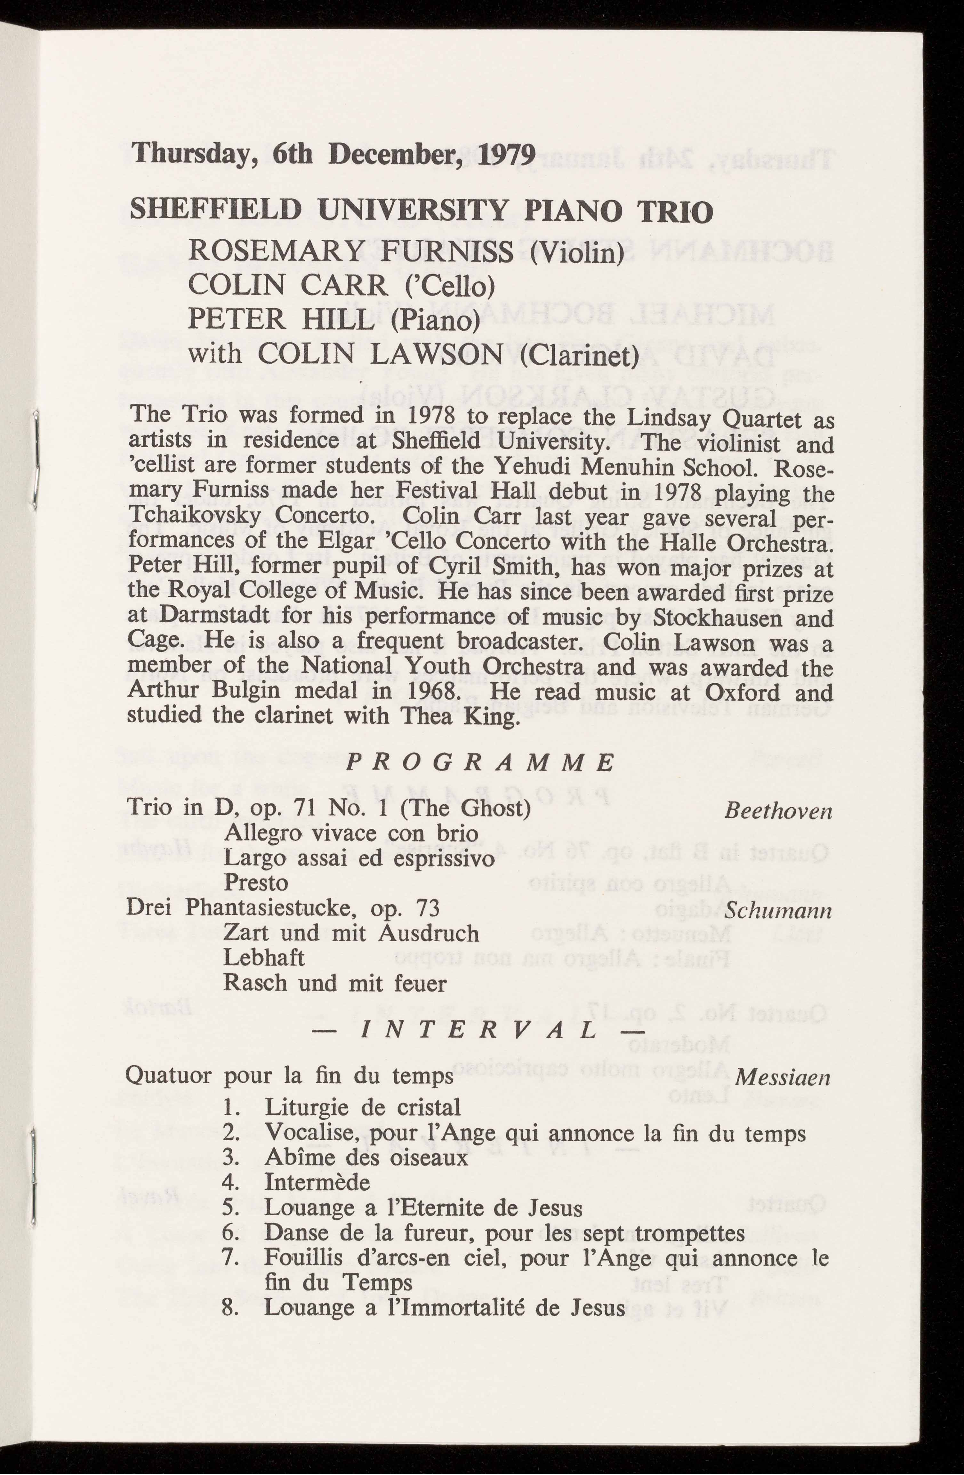 Thursday, 6th December, 1979
SHEFFIELD UNIVERSITY PIANO TRIO
ROSEMARY FURNISS (Violin)
COLIN CARR ('Cello)
PETER HILL (Piano)
with COLIN LAWSON (Clarinet)
The Trio was formed in 1978 to replace the Lindsay Quartet as
artists in residence at Sheffield University. The violinist and
'cellist are former students of the Yehudi Menuhin School. Rose-
mary Furniss made her Festival Hall debut in 1978 playing the
Tchaikovsky Concerto. Colin Carr last year gave several per-
formances of the Elgar 'Cello Concerto with the Halle Orchestra.
Peter Hill, former pupil of Cyril Smith, has won major prizes at
the Royal College of Music. He has since been awarded first prize
at Darmstadt for his performance of music by Stockhausen and
Cage. He is also a frequent broadcaster. Colin Lawson was a
member of the National Youth Orchestra and was awarded the
Arthur Bulgin medal in 1968. He read music at Oxford and
studied the clarinet with Thea King.
PROGRAMME
Trio in D, op. 71 No. 1 (The Ghost) Beethoven
Allegro vivace con brio
Largo assai ed esprissivo
Presto
Drei Phantasiestucke, op. 73 Schumann
Zart und mit Ausdruch
Lebhaft
Rasch und mit feuer
— INTERVAL —
Quatuor pour la fin du temps Messiaen
1. Liturgie de cristal
2. Vocalise, pour l'Ange qui annonce la fin du temps
3. Abîme des oiseaux
4. Intermède
5. Louange a l'Eternite de Jesus
6. Danse de la fureur, pour les sept trompettes
7. Fouillis d'arcs-en ciel, pour l'Ange qui annonce le
fin du Temps
8. Louange a l'Immortalité de Jesus